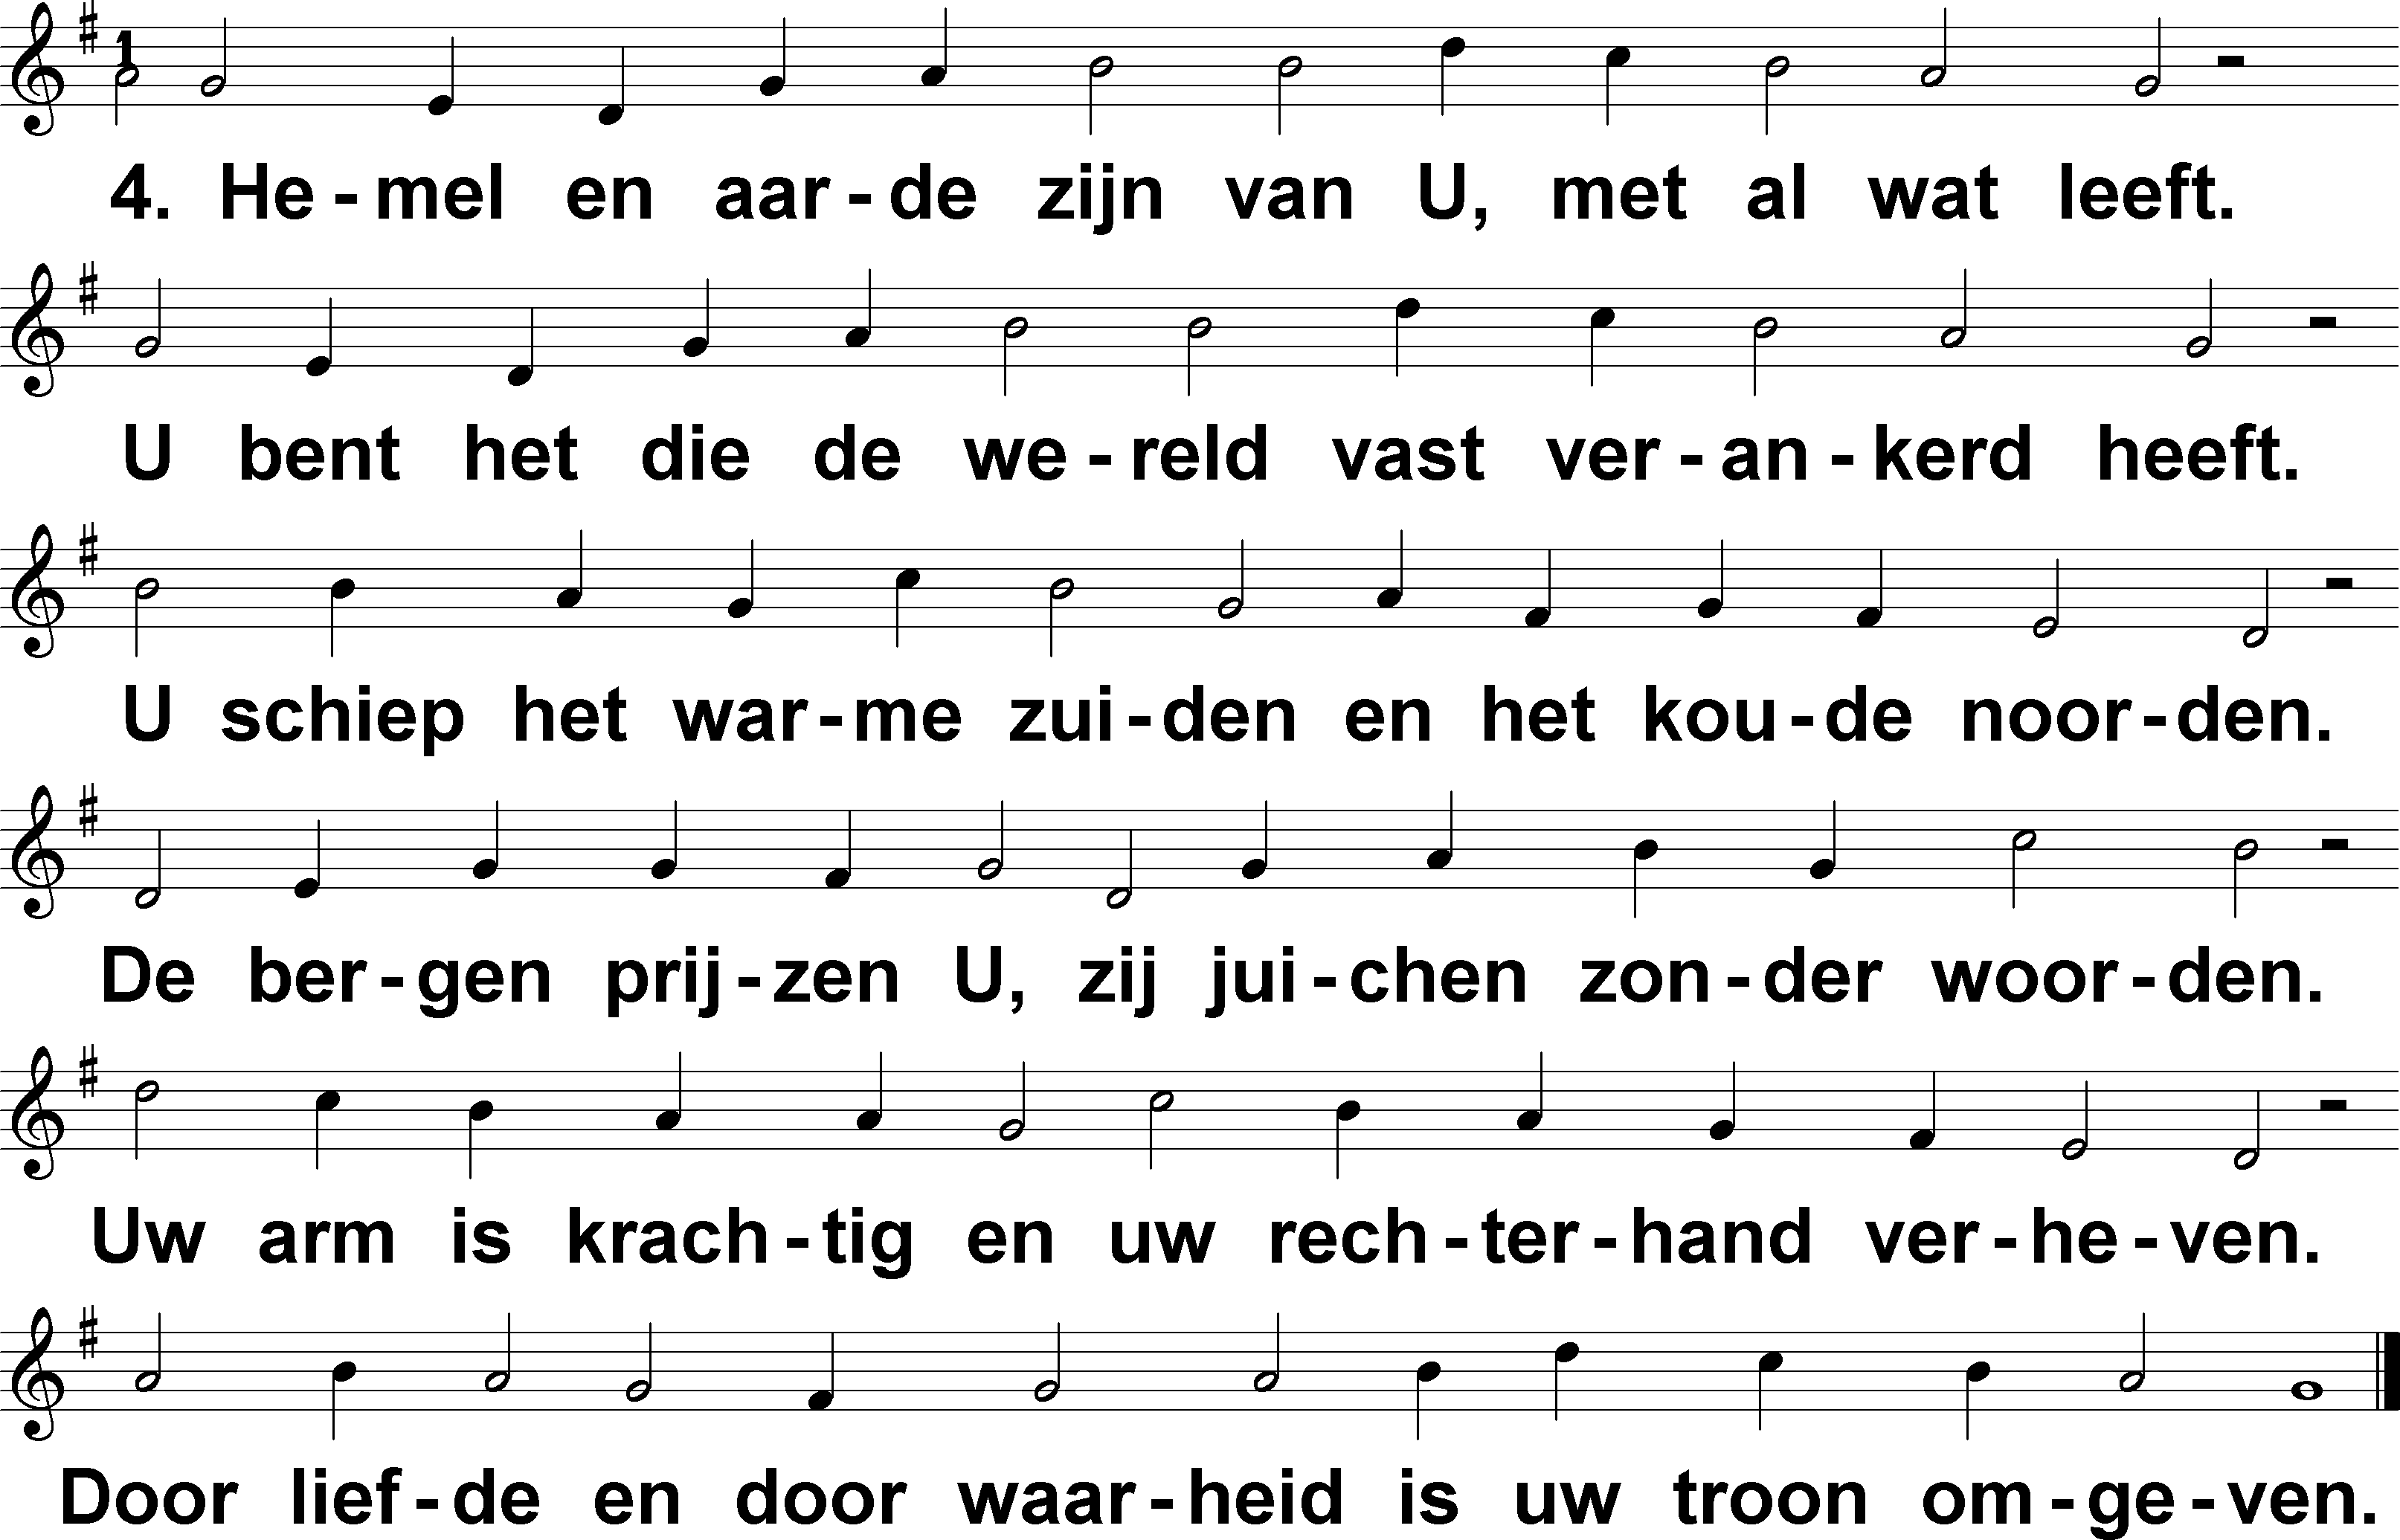 4. He-mel en aar-de zijn van U, met al wat leeft.
U bent het die de we-reld vast ver-an-kerd heeft.
U schiep het war-me zui-den en het kou-de noor-den.
De ber-gen prij-zen U, zij jui-chen zon-der woor-den.
Uw arm is krach-tig en uw rech-ter-hand ver-he-ven.
Door lief-de en door waar-heid is uw troon om-ge-ven.